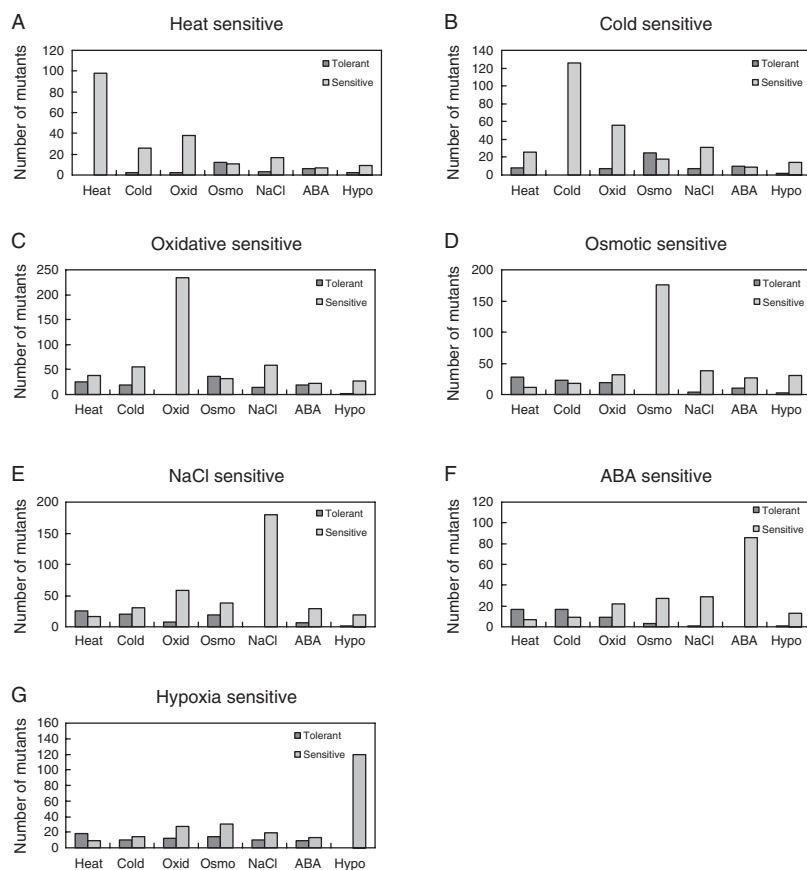 A
Heat sensitive
Number of mutants
120
100
80
60
40
20
0
Tolerant
Sensitive
Heat Cold Oxid Osmo NaCl ABA Hypo
B
Cold sensitive
Number of mutants
140
120
100
80
60
40
20
0
Tolerant
Sensitive
Heat Cold Oxid Osmo NaCl ABA Hypo
C
Oxidative sensitive
Number of mutants
250
200
150
100
50
0
Tolerant
Sensitive
Heat Cold Oxid Osmo NaCl ABA Hypo
D
Osmotic sensitive
Number of mutants
200
150
100
50
0
Tolerant
Sensitive
Heat Cold Oxid Osmo NaCl ABA Hypo
E
NaCl sensitive
Number of mutants
200
150
100
50
0
Tolerant
Sensitive
Heat Cold Oxid Osmo NaCl ABA Hypo
F
ABA sensitive
Number of mutants
120
100
80
60
40
20
0
Tolerant
Sensitive
Heat Cold Oxid Osmo NaCl ABA Hypo
G
Hypoxia sensitive
Number of mutants
160
140
120
100
80
60
40
20
0
Tolerant
Sensitive
Heat Cold Oxid Osmo NaCl ABA Hypo